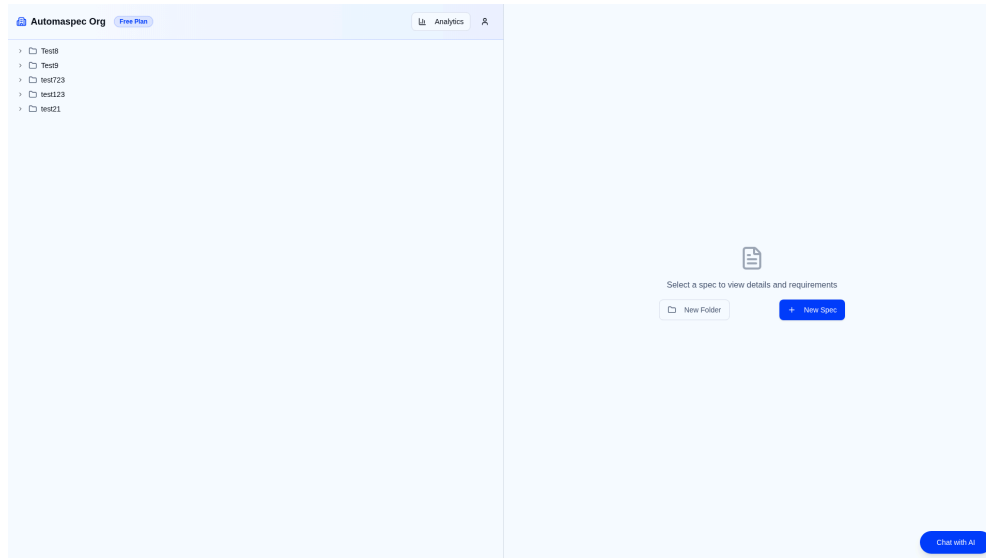 Automaspec Org Free Plan Analytics
Test8
Test9
test723
test123
test21
Select a spec to view details and requirements
New Folder New Spec
Chat with AI